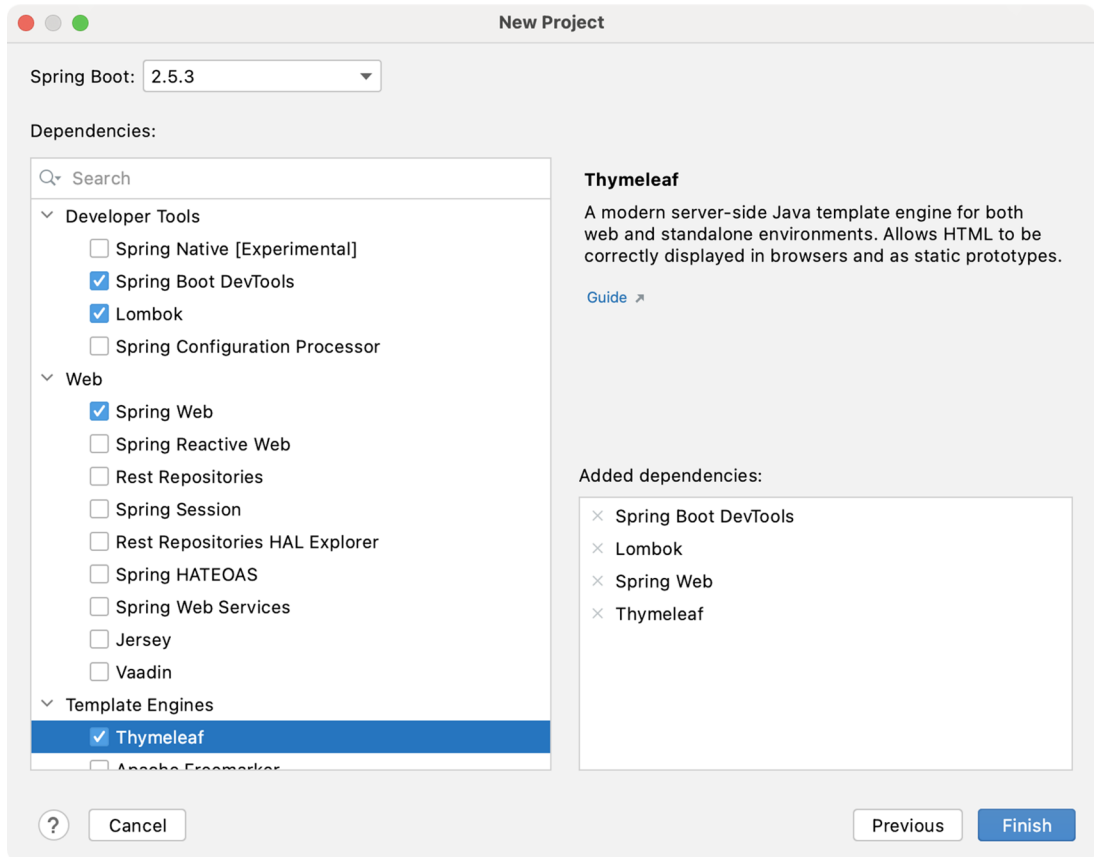 New Project
Spring Boot: 2.5.3
Dependencies:
Search
Developer Tools
Spring Native [Experimental]
Spring Boot DevTools
Lombok
Spring Configuration Processor
Web
Spring Web
Spring Reactive Web
Rest Repositories
Spring Session
Rest Repositories HAL Explorer
Spring HATEOAS
Spring Web Services
Jersey
Vaadin
Template Engines
Thymeleaf
Apache Freemarker
Thymeleaf
A modern server-side Java template engine for both
web and standalone environments. Allows HTML to be
correctly displayed in browsers and as static prototypes.
Guide
Added dependencies:
Spring Boot DevTools
Lombok
Spring Web
Thymeleaf
? Cancel Previous Finish